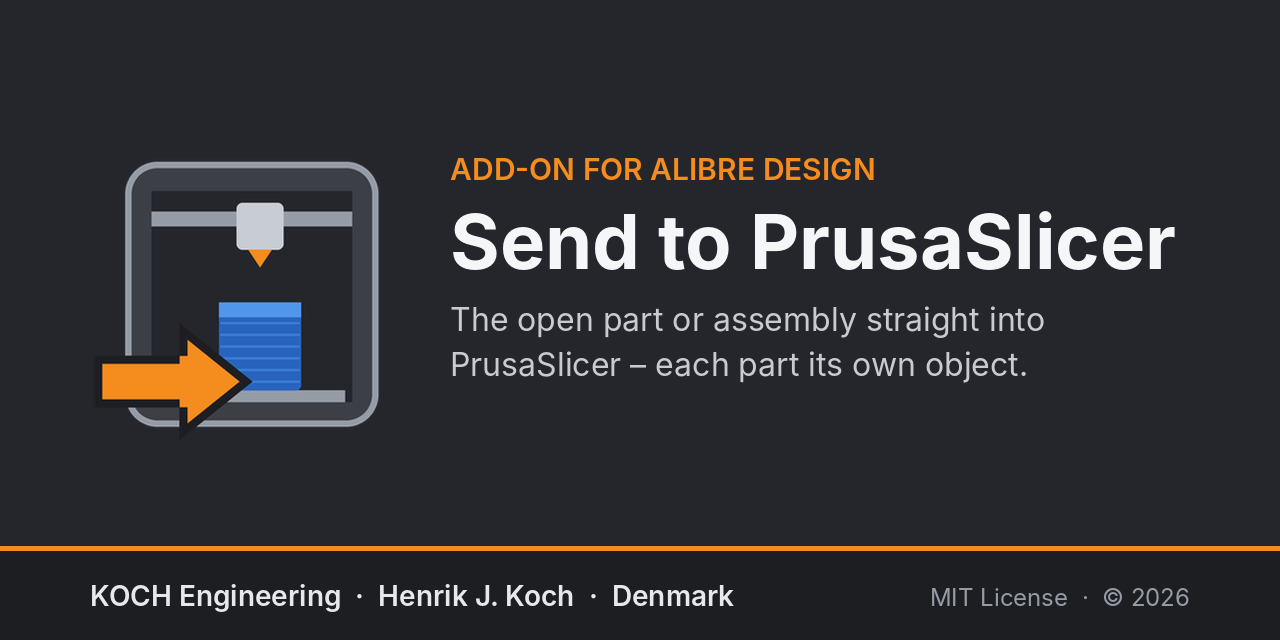 ADD-ON FOR ALIBRE DESIGN
Send to PrusaSlicer
The open part or assembly straight into
PrusaSlicer – each part its own object.
KOCH Engineering · Henrik J. Koch · Denmark
MIT License · © 2026